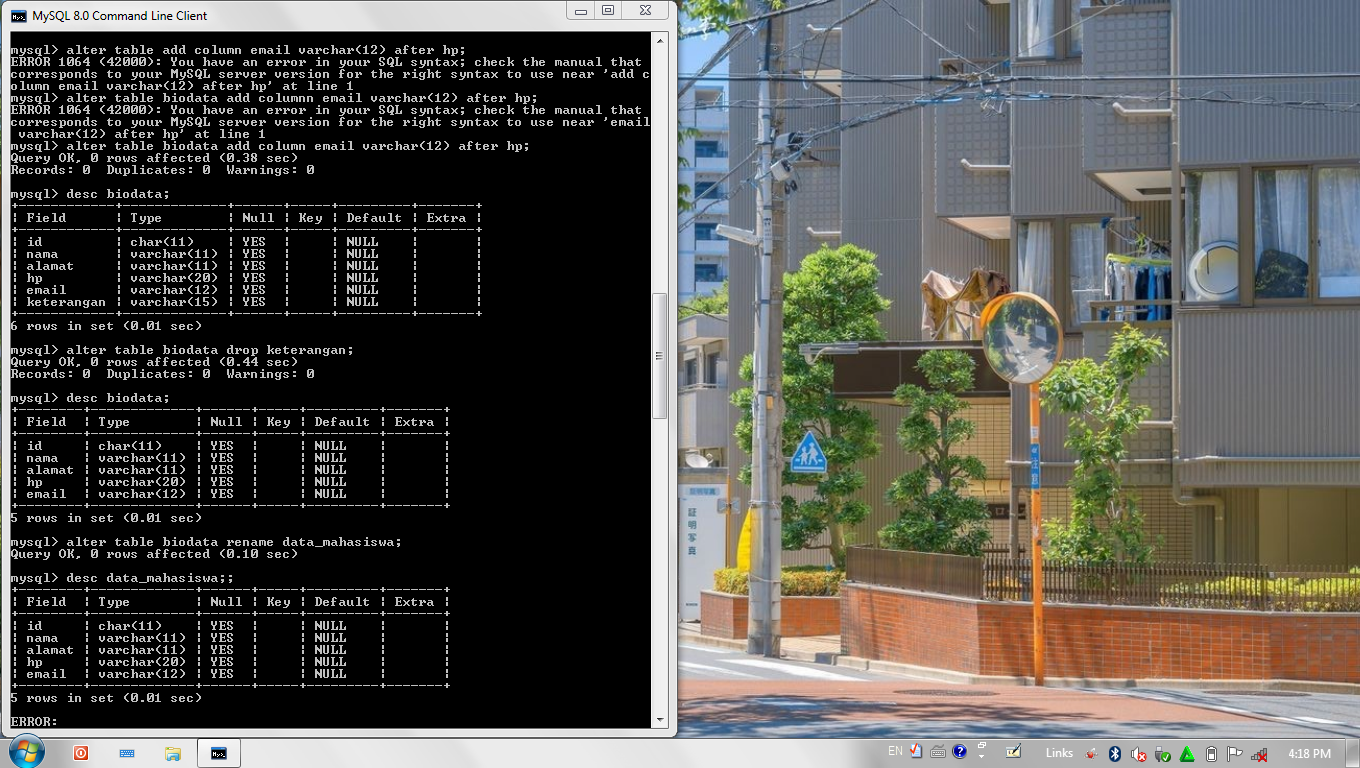 MySQL 8.0 Command Line Client
mysql> alter table add column email varchar(12) after hp;
ERROR 1064 (42000): You have an error in your SQL syntax; check the manual that
corresponds to your MySQL server version for the right syntax to use near 'add c
olumn email varchar(12) after hp' at line 1
mysql> alter table biodata add columnn email varchar(12) after hp;
ERROR 1064 (42000): You have an error in your SQL syntax; check the manual that
corresponds to your MySQL server version for the right syntax to use near 'email
varchar(12) after hp' at line 1
mysql> alter table biodata add column email varchar(12) after hp;
Query OK, 0 rows affected (0.38 sec)
Records: 0  Duplicates: 0  Warnings: 0
mysql> desc biodata;
+------------+-------------+------+-----+---------+-------+
| Field      | Type        | Null | Key | Default | Extra |
+------------+-------------+------+-----+---------+-------+
| id         | char(11)    | YES  |     | NULL    |       |
| nama       | varchar(11) | YES  |     | NULL    |       |
| alamat     | varchar(11) | YES  |     | NULL    |       |
| hp         | varchar(20) | YES  |     | NULL    |       |
| email      | varchar(12) | YES  |     | NULL    |       |
| keterangan | varchar(15) | YES  |     | NULL    |       |
+------------+-------------+------+-----+---------+-------+
6 rows in set (0.01 sec)
mysql> alter table biodata drop keterangan;
Query OK, 0 rows affected (0.44 sec)
Records: 0  Duplicates: 0  Warnings: 0
mysql> desc biodata;
+--------+-------------+------+-----+---------+-------+
| Field  | Type        | Null | Key | Default | Extra |
+--------+-------------+------+-----+---------+-------+
| id     | char(11)    | YES  |     | NULL    |       |
| nama   | varchar(11) | YES  |     | NULL    |       |
| alamat | varchar(11) | YES  |     | NULL    |       |
| hp     | varchar(20) | YES  |     | NULL    |       |
| email  | varchar(12) | YES  |     | NULL    |       |
+--------+-------------+------+-----+---------+-------+
5 rows in set (0.01 sec)
mysql> alter table biodata rename data_mahasiswa;
Query OK, 0 rows affected (0.10 sec)
mysql> desc data_mahasiswa;;
+--------+-------------+------+-----+---------+-------+
| Field  | Type        | Null | Key | Default | Extra |
+--------+-------------+------+-----+---------+-------+
| id     | char(11)    | YES  |     | NULL    |       |
| nama   | varchar(11) | YES  |     | NULL    |       |
| alamat | varchar(11) | YES  |     | NULL    |       |
| hp     | varchar(20) | YES  |     | NULL    |       |
| email  | varchar(12) | YES  |     | NULL    |       |
+--------+-------------+------+-----+---------+-------+
5 rows in set (0.01 sec)
ERROR:
証明写真
EN
Links
4:18 PM